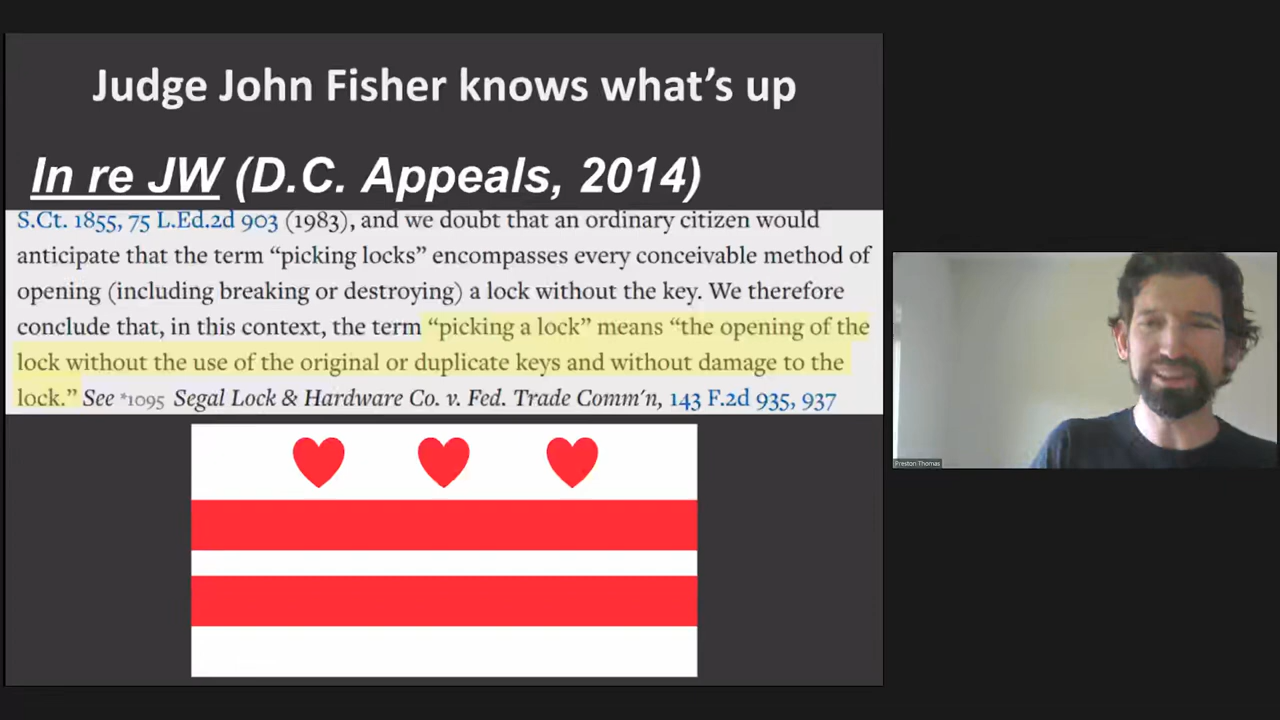 Judge John Fisher knows what’s up
In re JW (D.C. Appeals, 2014)
S.Ct. 1855, 75 L.Ed.2d 903 (1983), and we doubt that an ordinary citizen would
anticipate that the term “picking locks” encompasses every conceivable method of
opening (including breaking or destroying) a lock without the key. We therefore
conclude that, in this context, the term “picking a lock” means “the opening of the
lock without the use of the original or duplicate keys and without damage to the
lock.” See *1095 Segal Lock & Hardware Co. v. Fed. Trade Comm'n, 143 F.2d 935, 937
Preston Thomas